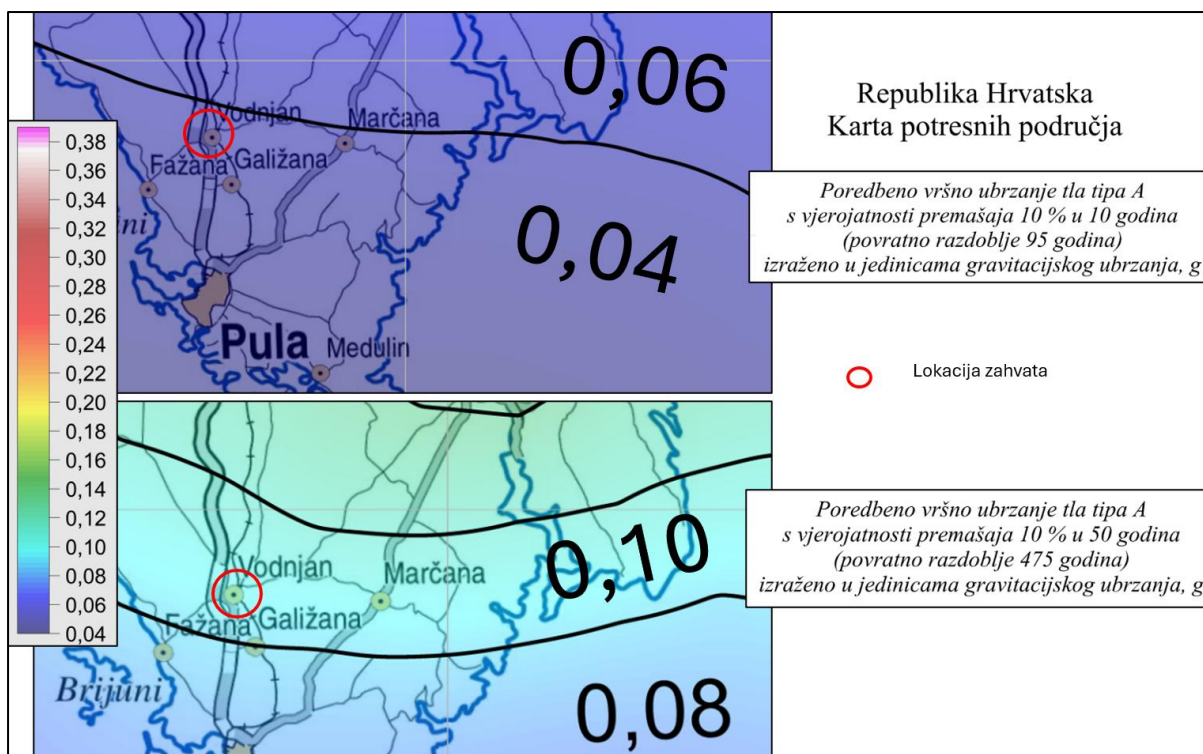 0,06
Vodnjan
Marčana
Fažana
Galižana
0,04
Pula
Medulin
0,38
0,36
0,34
0,32
0,30
0,28
0,26
0,24
0,22
0,20
0,18
0,16
0,14
0,12
0,10
0,08
0,06
0,04
0,10
Vodnjan
Marčana
Fažana
Galižana
Brijuni
0,08
Republika Hrvatska
Karta potresnih područja
Poredbeno vršno ubrzanje tla tipa A
s vjerojatnosti premašaja 10 % u 10 godina
(povratno razdoblje 95 godina)
izraženo u jedinicama gravitacijskog ubrzanja, g
Lokacija zahvata
Poredbeno vršno ubrzanje tla tipa A
s vjerojatnosti premašaja 10 % u 50 godina
(povratno razdoblje 475 godina)
izraženo u jedinicama gravitacijskog ubrzanja, g